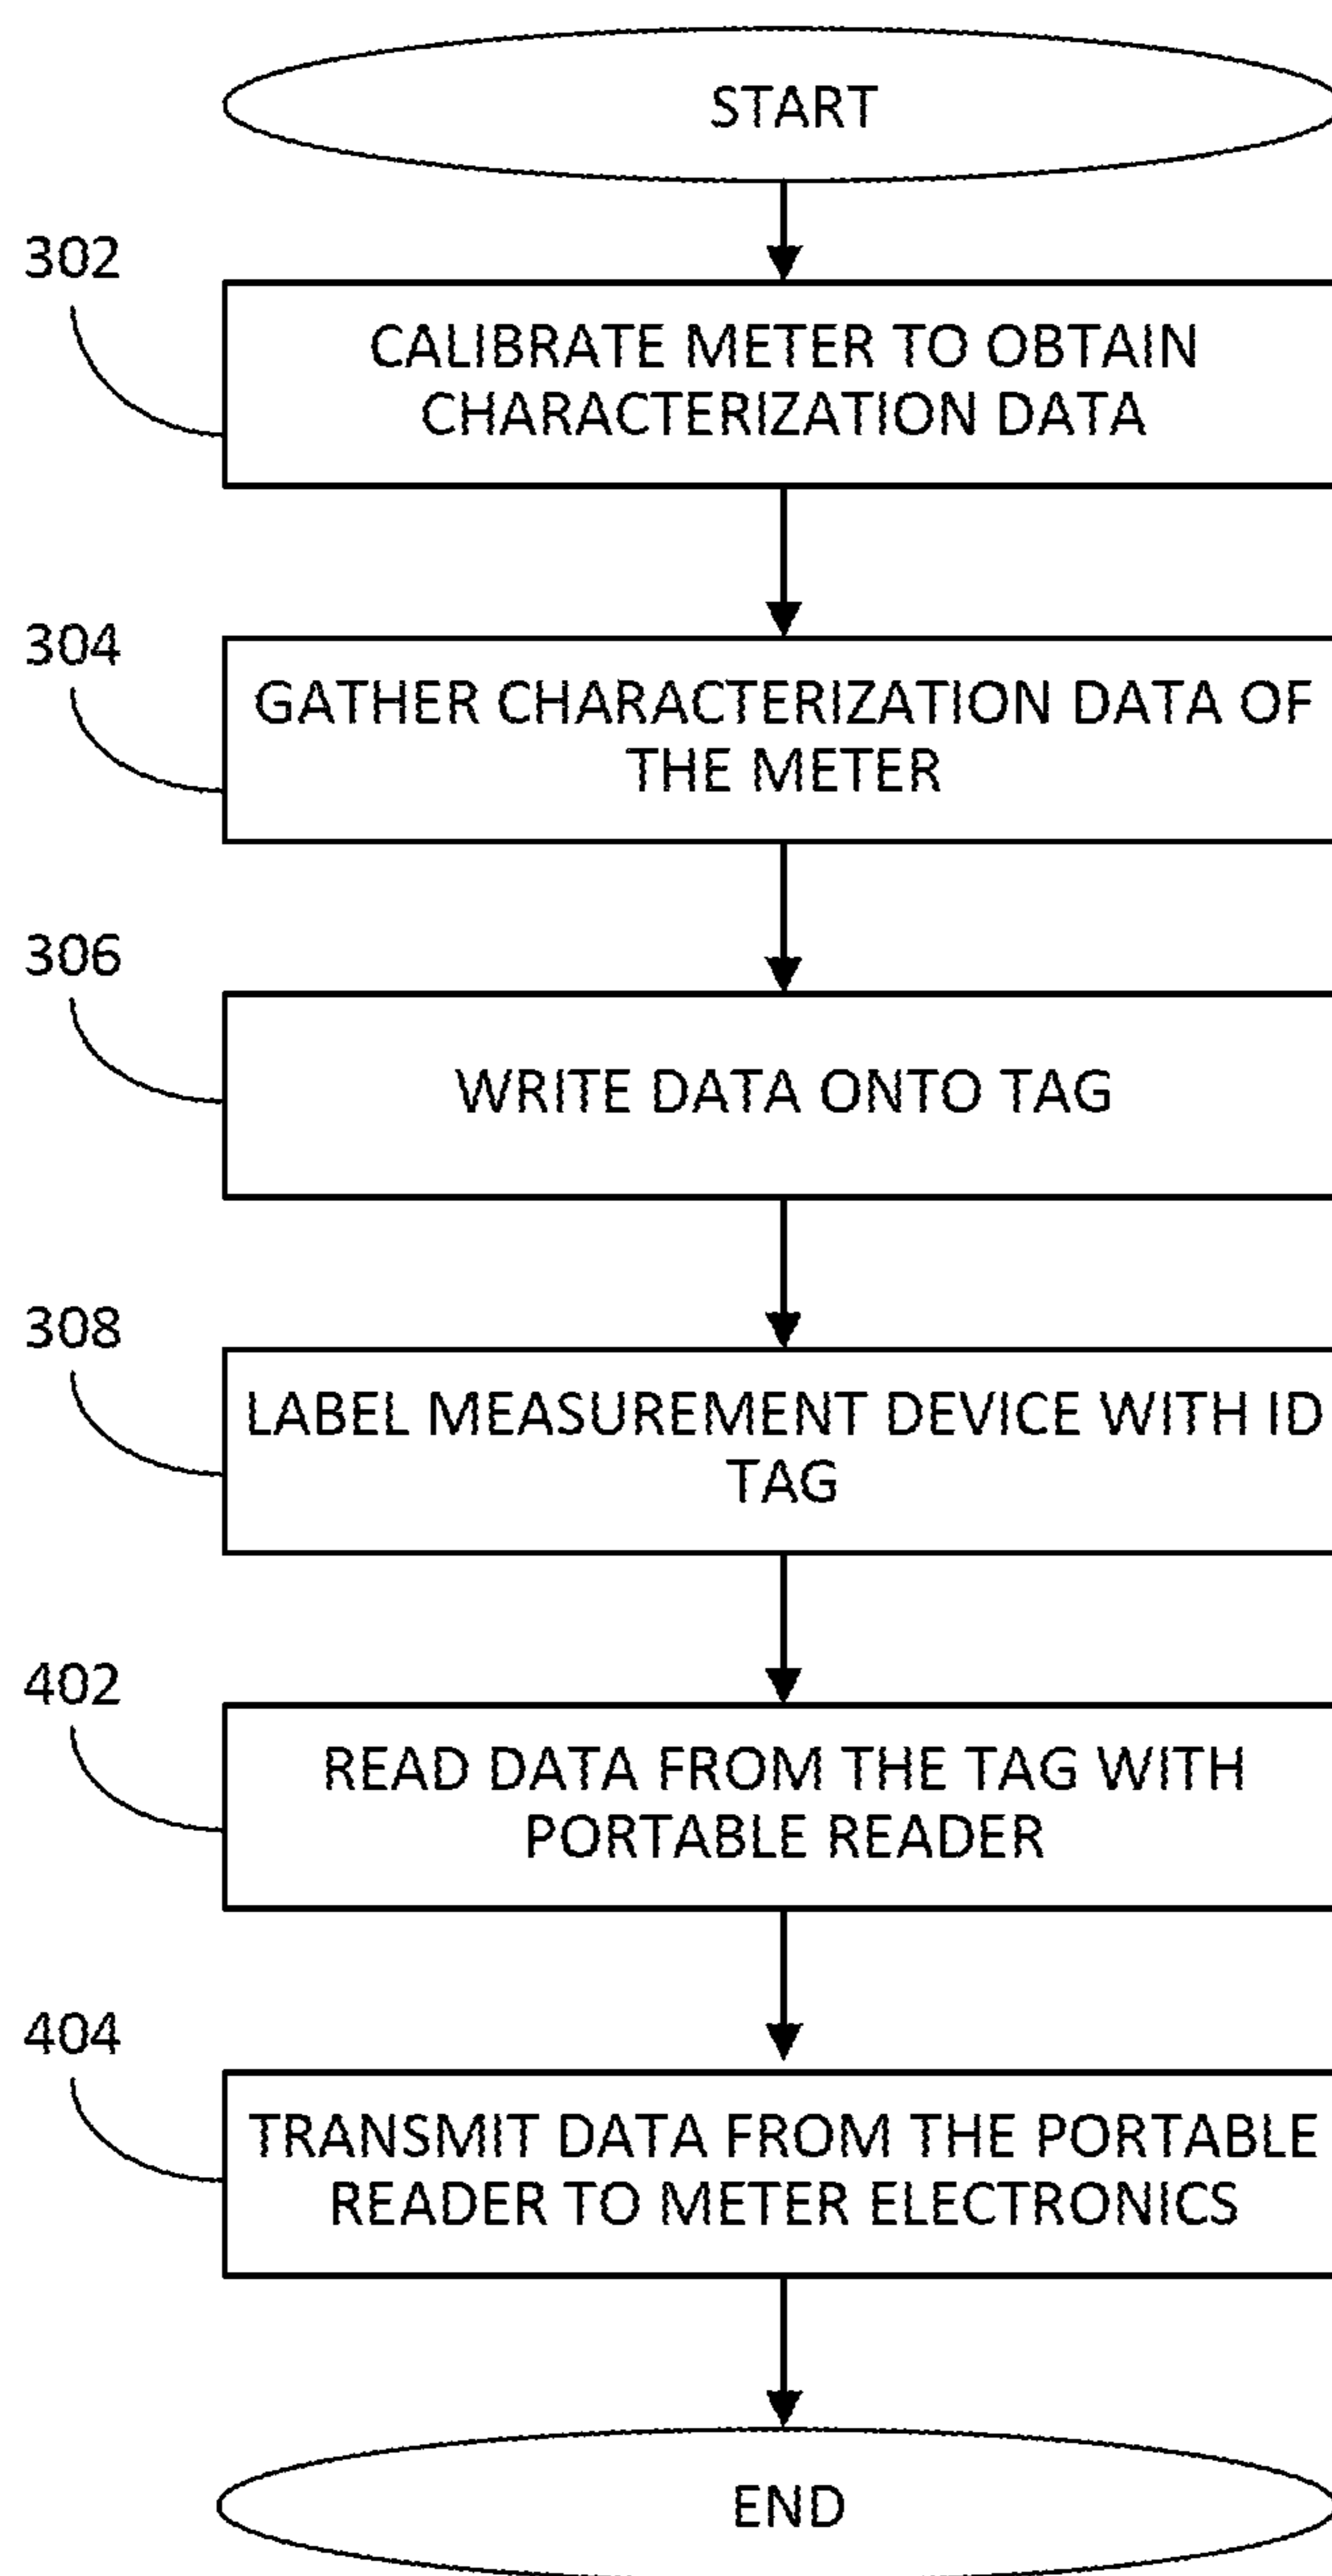 START
302
CALIBRATE METER TO OBTAIN
CHARACTERIZATION DATA
304
GATHER CHARACTERIZATION DATA OF
THE METER
306
WRITE DATA ONTO TAG
308
LABEL MEASUREMENT DEVICE WITH ID
TAG
402
READ DATA FROM THE TAG WITH
PORTABLE READER
404
TRANSMIT DATA FROM THE PORTABLE
READER TO METER ELECTRONICS
END